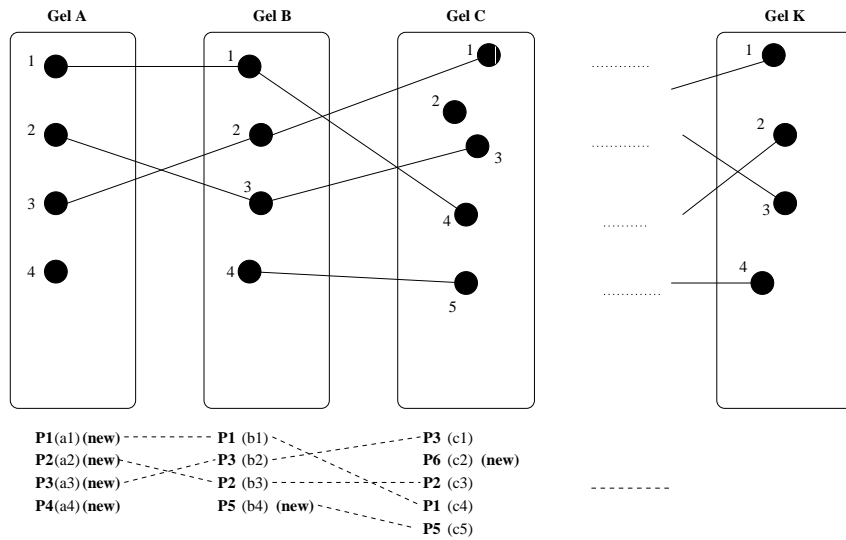 Gel A Gel B Gel C Gel K
1 1 1 1
2 2 2 2
3 3 3 3
4 4 4 4
5
P1(a1)(new) P1 (b1) P3 (c1)
P2(a2)(new) P3 (b2) P6 (c2) (new)
P3(a3)(new) P2 (b3) P2 (c3)
P4(a4)(new) P5 (b4) (new) P1 (c4)
P5 (c5)